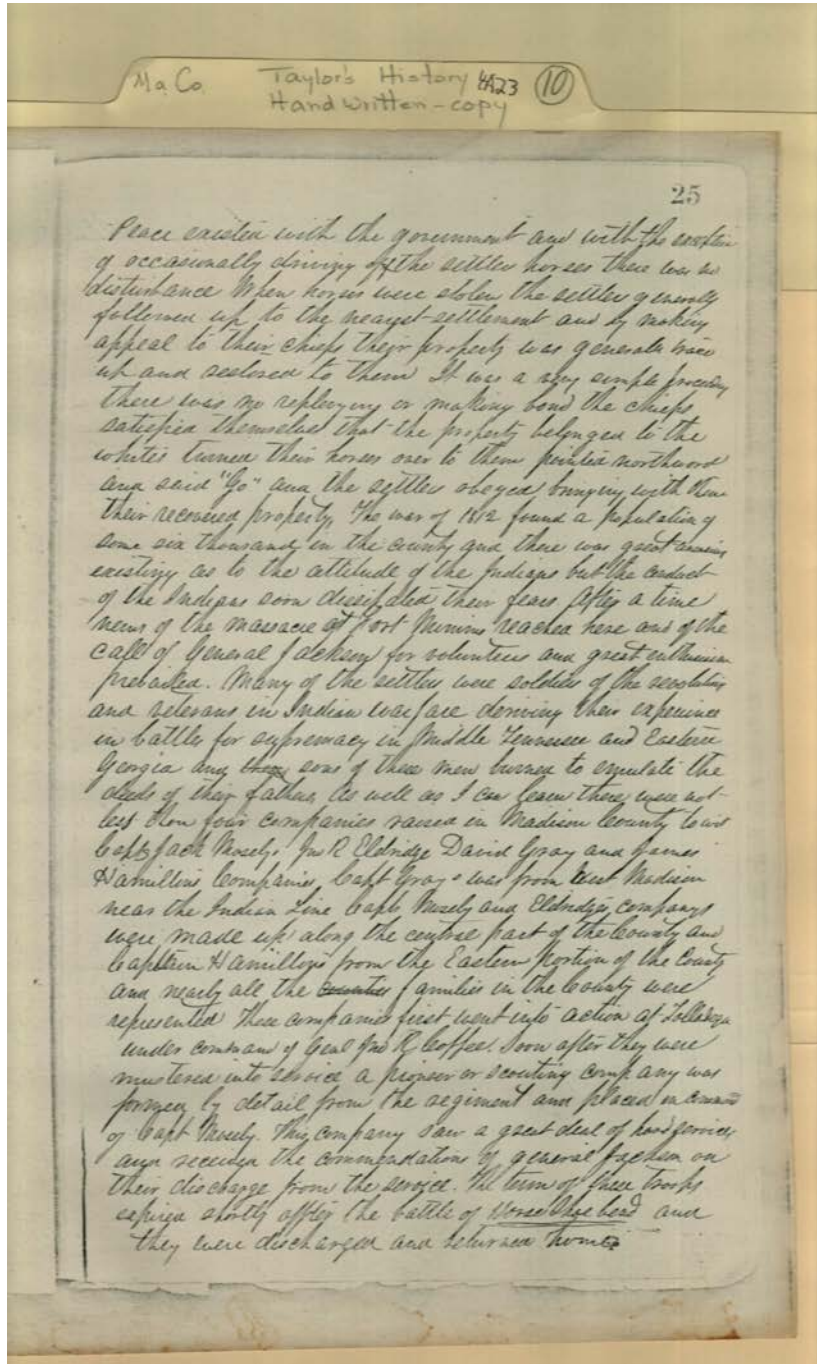 Ma. Co. Taylor's History 4A23 10
Hand written - copy
25
Peace existed with the government and with the exception
of occasionally driving off the settlers horses there was no
disturbance When horses were stolen the settlers generally
followed up to the nearest settlement and by making
appeal to their chiefs their property was generally
up and restored to them It was a very simple proceeding
there was no replevying or making bond the chiefs
satisfied themselves that the property belonged to the
whites turned their horses over to them pointed northward
and said "Go" and the settlers obeyed bringing with them
their recovered property. The war of 1812 found a population of
some six thousand in the county and there was great anxiety
existing as to the attitude of the Indians but the conduct
of the Indians soon dissipated their fears After a time
news of the massacre at Fort Mimms reached here and of the
call of General Jackson for volunteers and great enthusiasm
prevailed. Many of the settlers were soldiers of the revolution
and veterans in Indian warfare deriving their experience
in battles for supremacy in Middle Tennessee and Eastern
Georgia and sons of these men burned to emulate the
deeds of their fathers as well as I can learn there were not
less than four companies raised in Madison County to wit
Capts Jack Mosely, Jno R Eldridge David Gray and James
Hamiltons Companies, Capt Gray's was from West Madison
near the Indian Line Capts Mosely and Eldridges companys
were made up along the central part of the County and
Captain Hamiltons from the Eastern Portion of the County
and nearly all the families in the County were
represented These companies first went into action at
under command of Genl Jno R Coffee. Soon after they were
mustered into service a pioneer or scouting company was
formed by detail from the regiment and placed in command
of Capt Mosely. This company saw a great deal of hard service
and received the commendations of general Jackson on
their discharge from the service. The term of these troops
expired shortly after the battle of Horse Shoe bend and
they were discharged and returned home